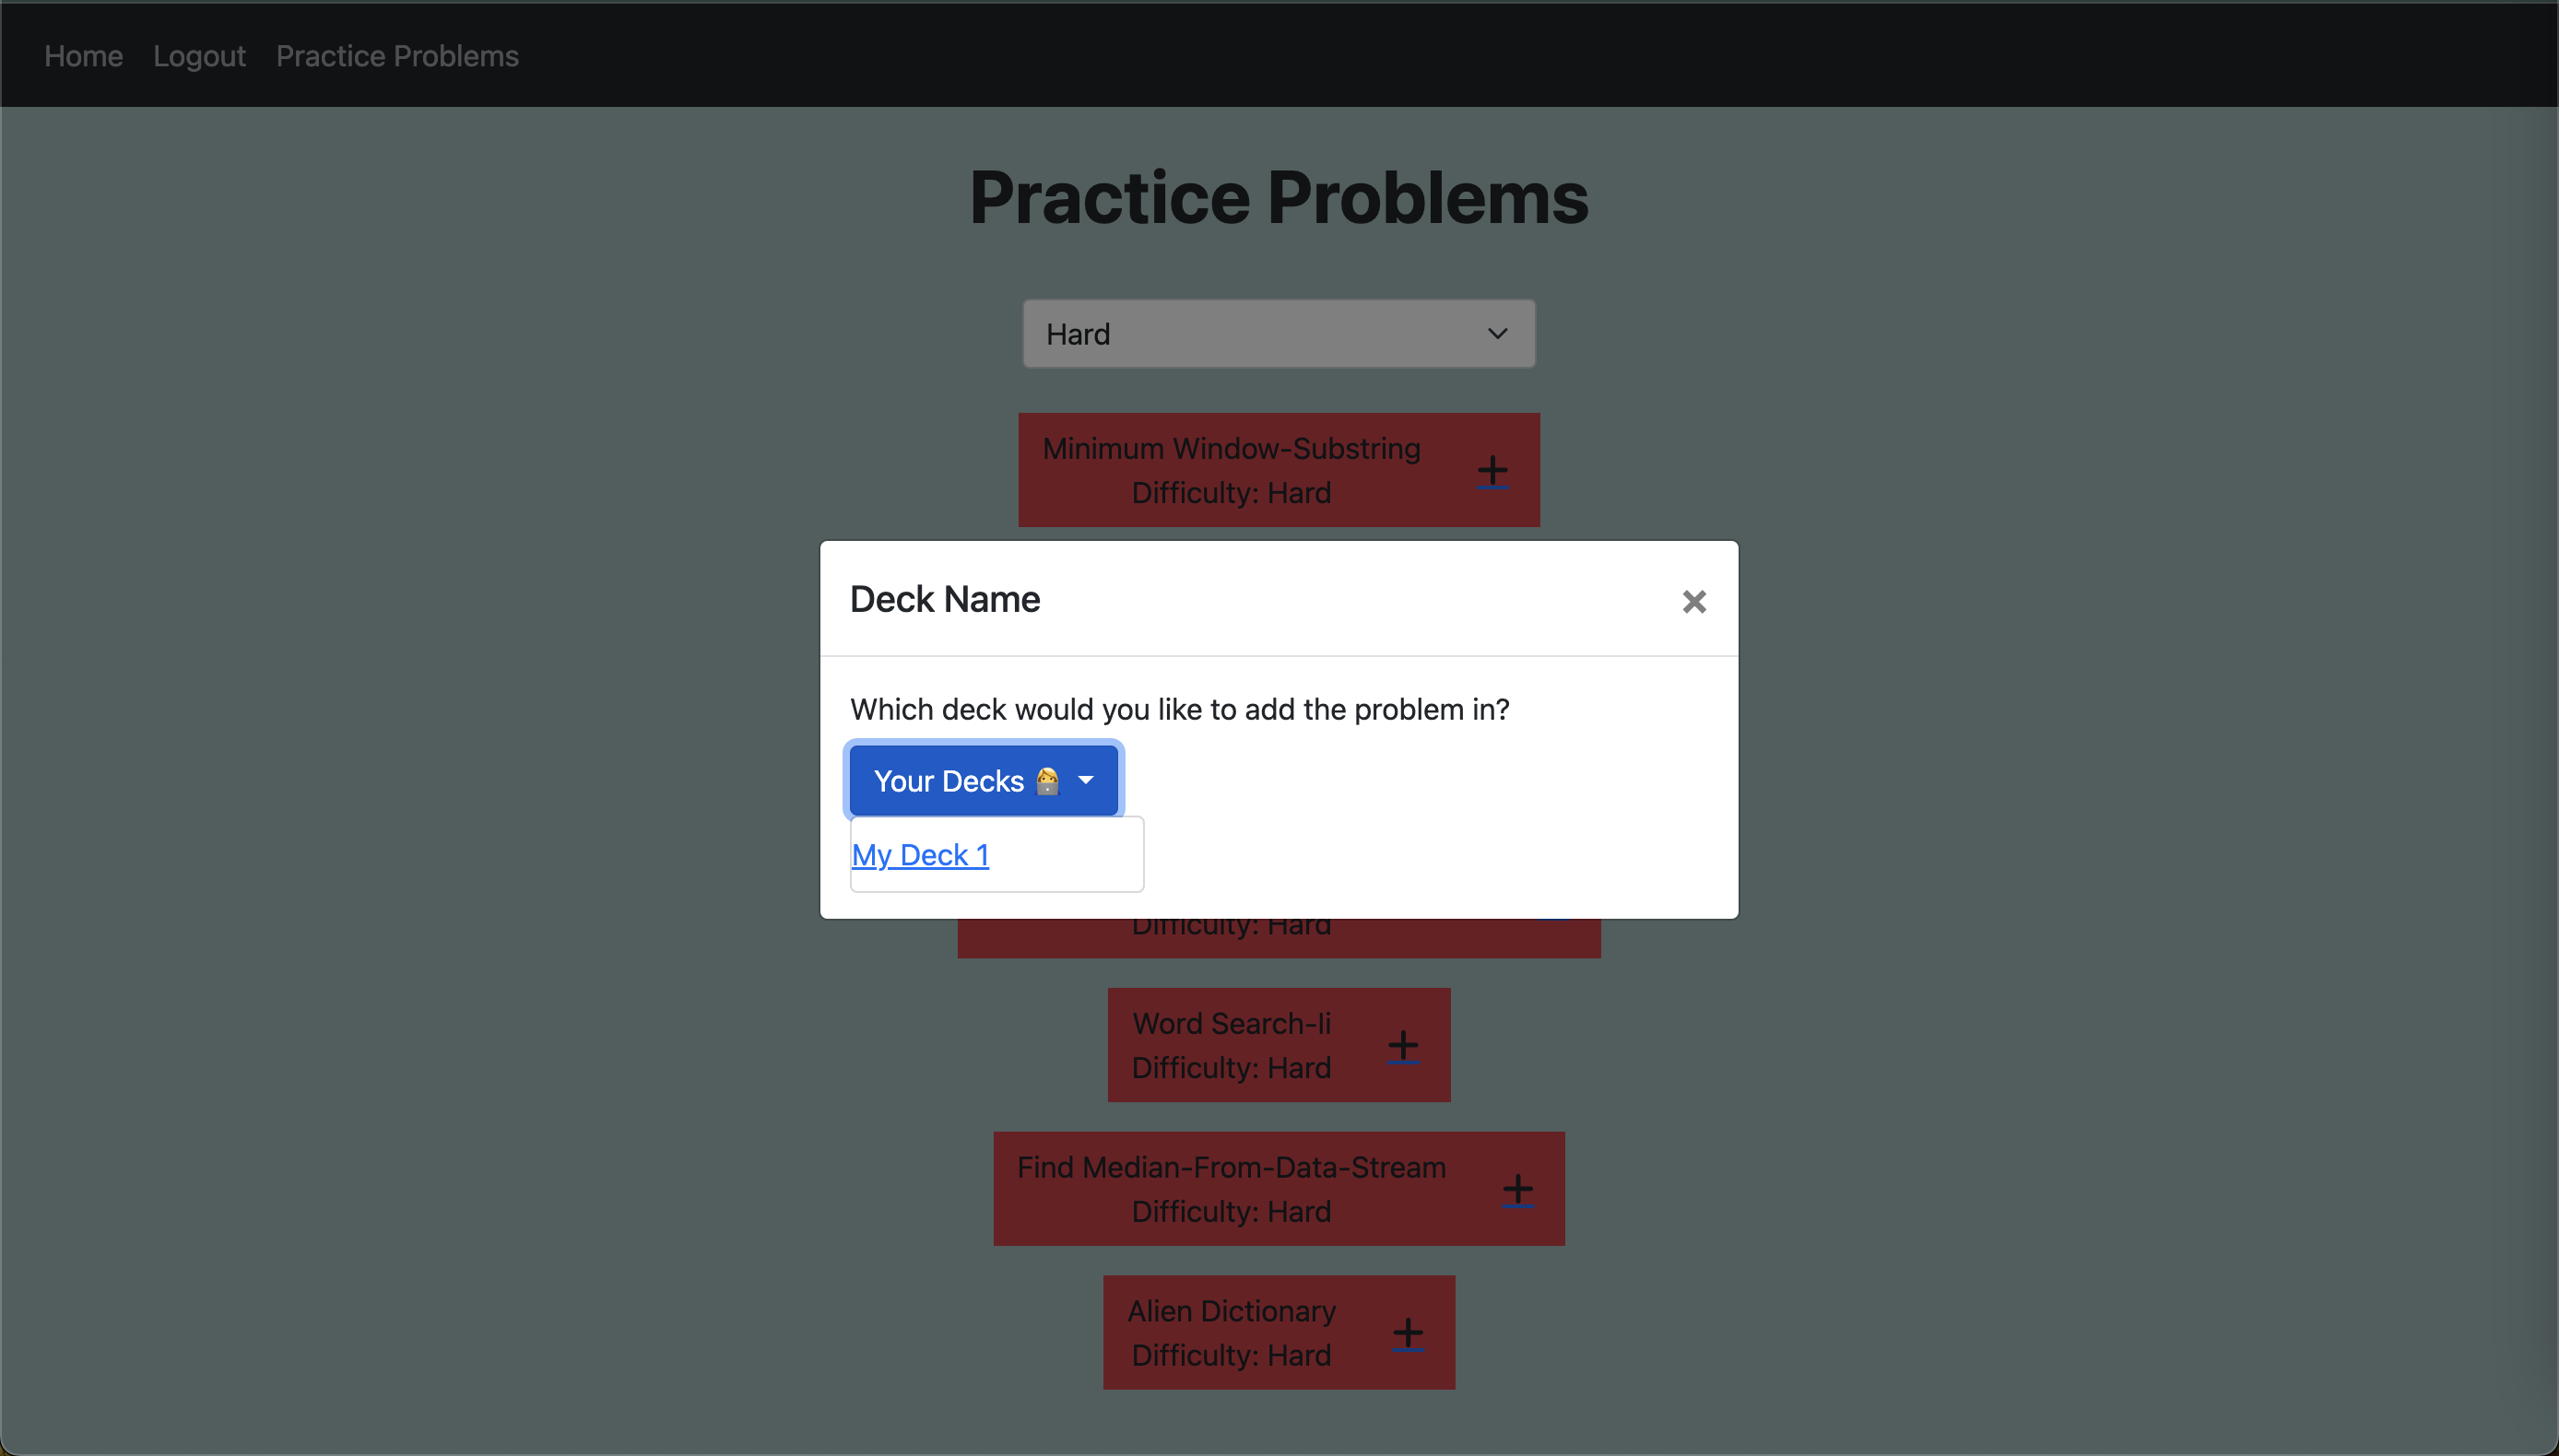 Home Logout Practice Problems
Practice Problems
Hard
Minimum Window-Substring
Difficulty: Hard
Deck Name
Which deck would you like to add the problem in?
Your Decks 👩‍💻
My Deck 1
Difficulty: Hard
Word Search-Ii
Difficulty: Hard
Find Median-From-Data-Stream
Difficulty: Hard
Alien Dictionary
Difficulty: Hard